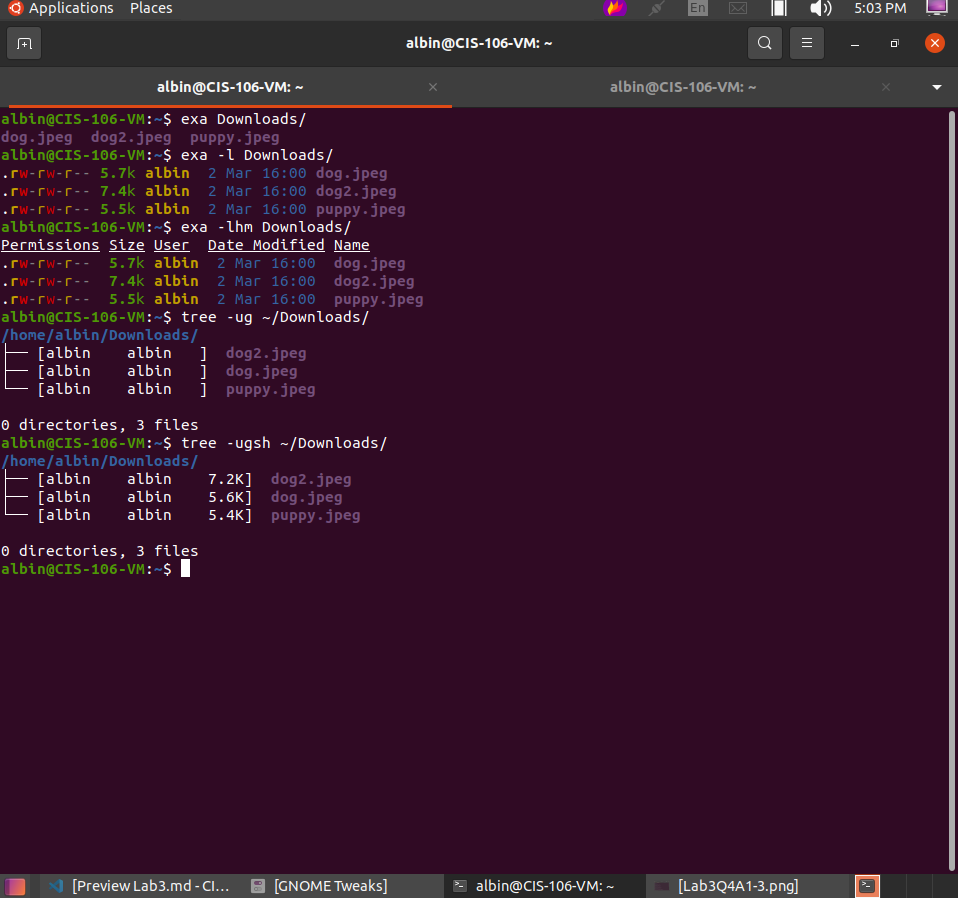 Applications Places En 5:03 PM
albin@CIS-106-VM: ~
albin@CIS-106-VM: ~ × albin@CIS-106-VM: ~ ×
albin@CIS-106-VM:~$ exa Downloads/
dog.jpeg dog2.jpeg puppy.jpeg
albin@CIS-106-VM:~$ exa -l Downloads/
.rw-rw-r-- 5.7k albin 2 Mar 16:00 dog.jpeg
.rw-rw-r-- 7.4k albin 2 Mar 16:00 dog2.jpeg
.rw-rw-r-- 5.5k albin 2 Mar 16:00 puppy.jpeg
albin@CIS-106-VM:~$ exa -lhm Downloads/
Permissions Size User Date Modified Name
.rw-rw-r-- 5.7k albin 2 Mar 16:00 dog.jpeg
.rw-rw-r-- 7.4k albin 2 Mar 16:00 dog2.jpeg
.rw-rw-r-- 5.5k albin 2 Mar 16:00 puppy.jpeg
albin@CIS-106-VM:~$ tree -ug ~/Downloads/
/home/albin/Downloads/
├── [albin    albin   ]  dog2.jpeg
├── [albin    albin   ]  dog.jpeg
└── [albin    albin   ]  puppy.jpeg
0 directories, 3 files
albin@CIS-106-VM:~$ tree -ugsh ~/Downloads/
/home/albin/Downloads/
├── [albin    albin    7.2K]  dog2.jpeg
├── [albin    albin    5.6K]  dog.jpeg
└── [albin    albin    5.4K]  puppy.jpeg
0 directories, 3 files
albin@CIS-106-VM:~$
[Preview Lab3.md - CI... [GNOME Tweaks] albin@CIS-106-VM: ~ [Lab3Q4A1-3.png]